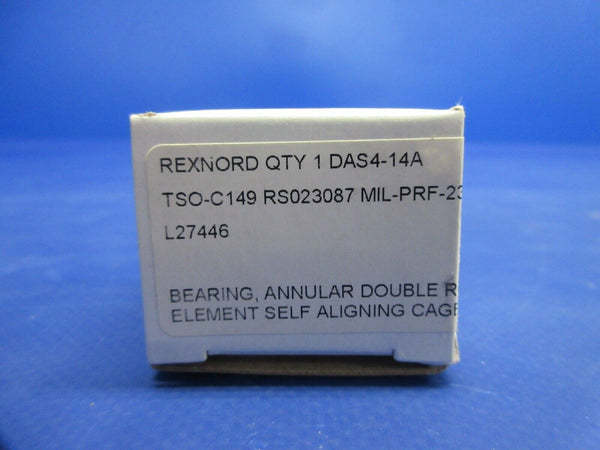 REXNORD QTY 1 DAS4-14A
TSO-C149 RS023087 MIL-PRF-23
L27446
BEARING, ANNULAR DOUBLE R
ELEMENT SELF ALIGNING CAGE